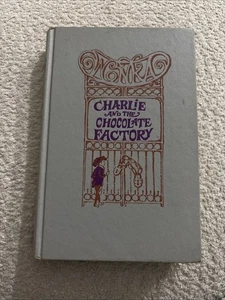 WONKA
CHARLIE
AND THE
CHOCOLATE
FACTORY